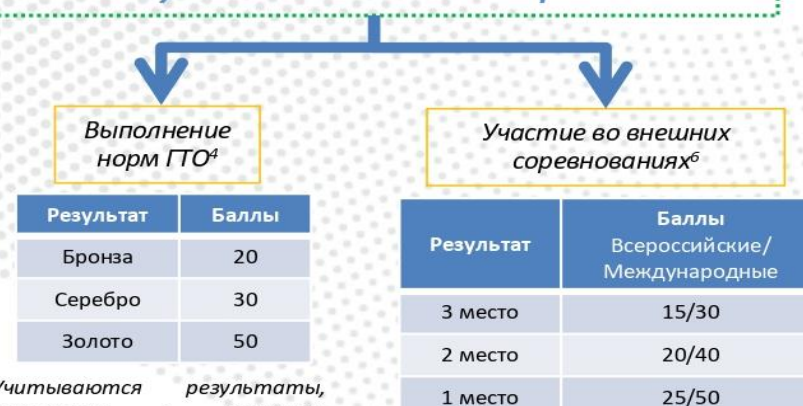 Выполнение
норм ГТО⁴
Результат Баллы
Бронза 20
Серебро 30
Золото 50
Учитываются результаты,
Участие во внешних
соревнованиях⁶
Результат
Баллы
Всероссийские/
Международные
3 место 15/30
2 место 20/40
1 место 25/50